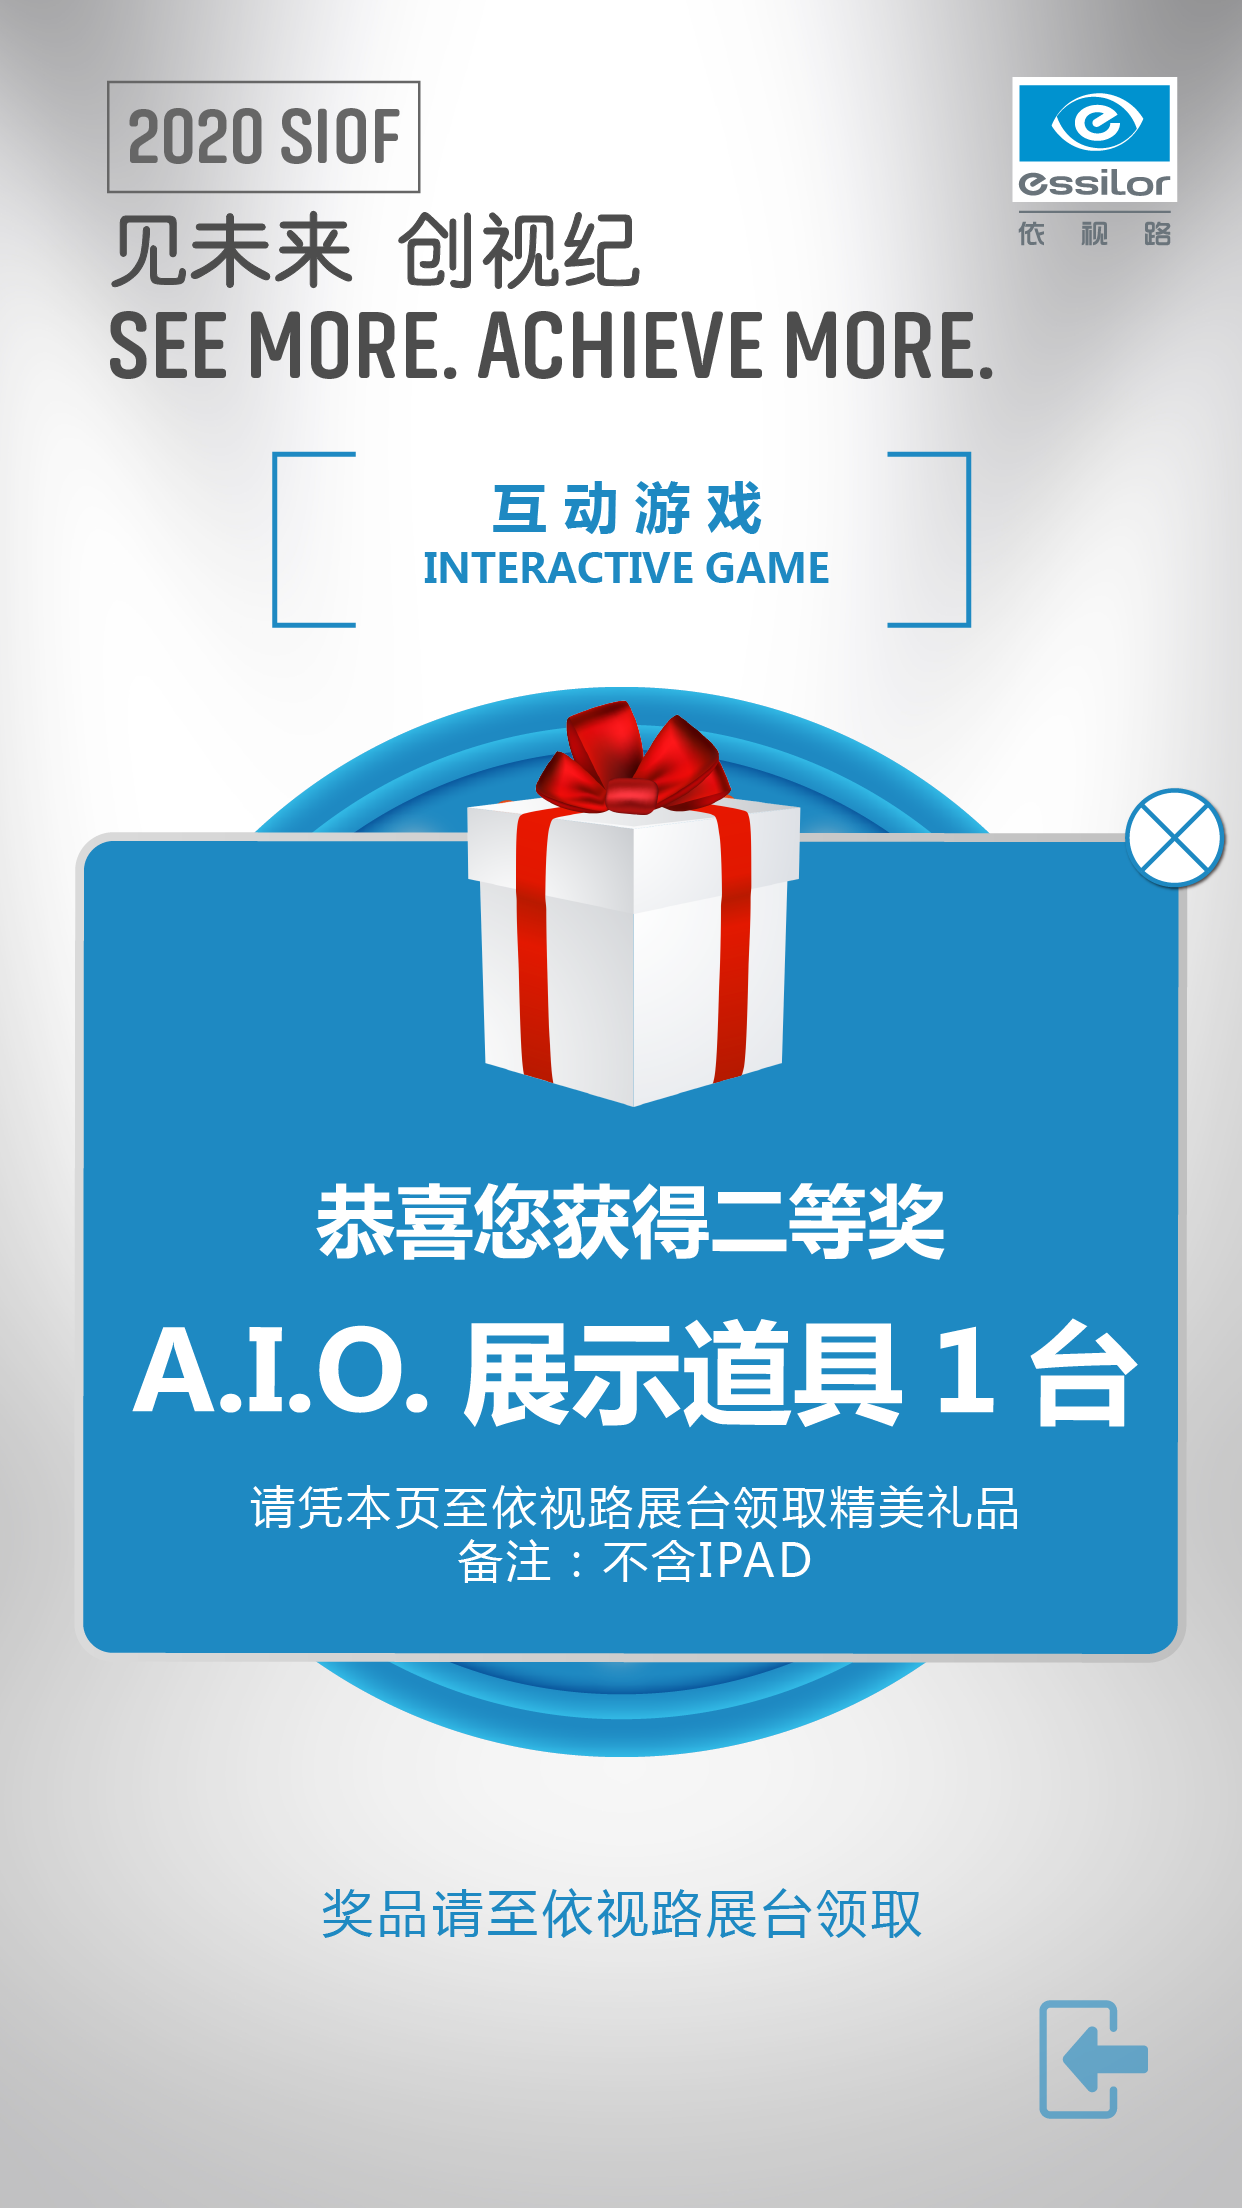 2020 SIOF
essilor
依视路
见未来 创视纪
SEE MORE. ACHIEVE MORE.
互动游戏
INTERACTIVE GAME
恭喜您获得二等奖
A.I.O. 展示道具 1 台
请凭本页至依视路展台领取精美礼品
备注：不含IPAD
奖品请至依视路展台领取